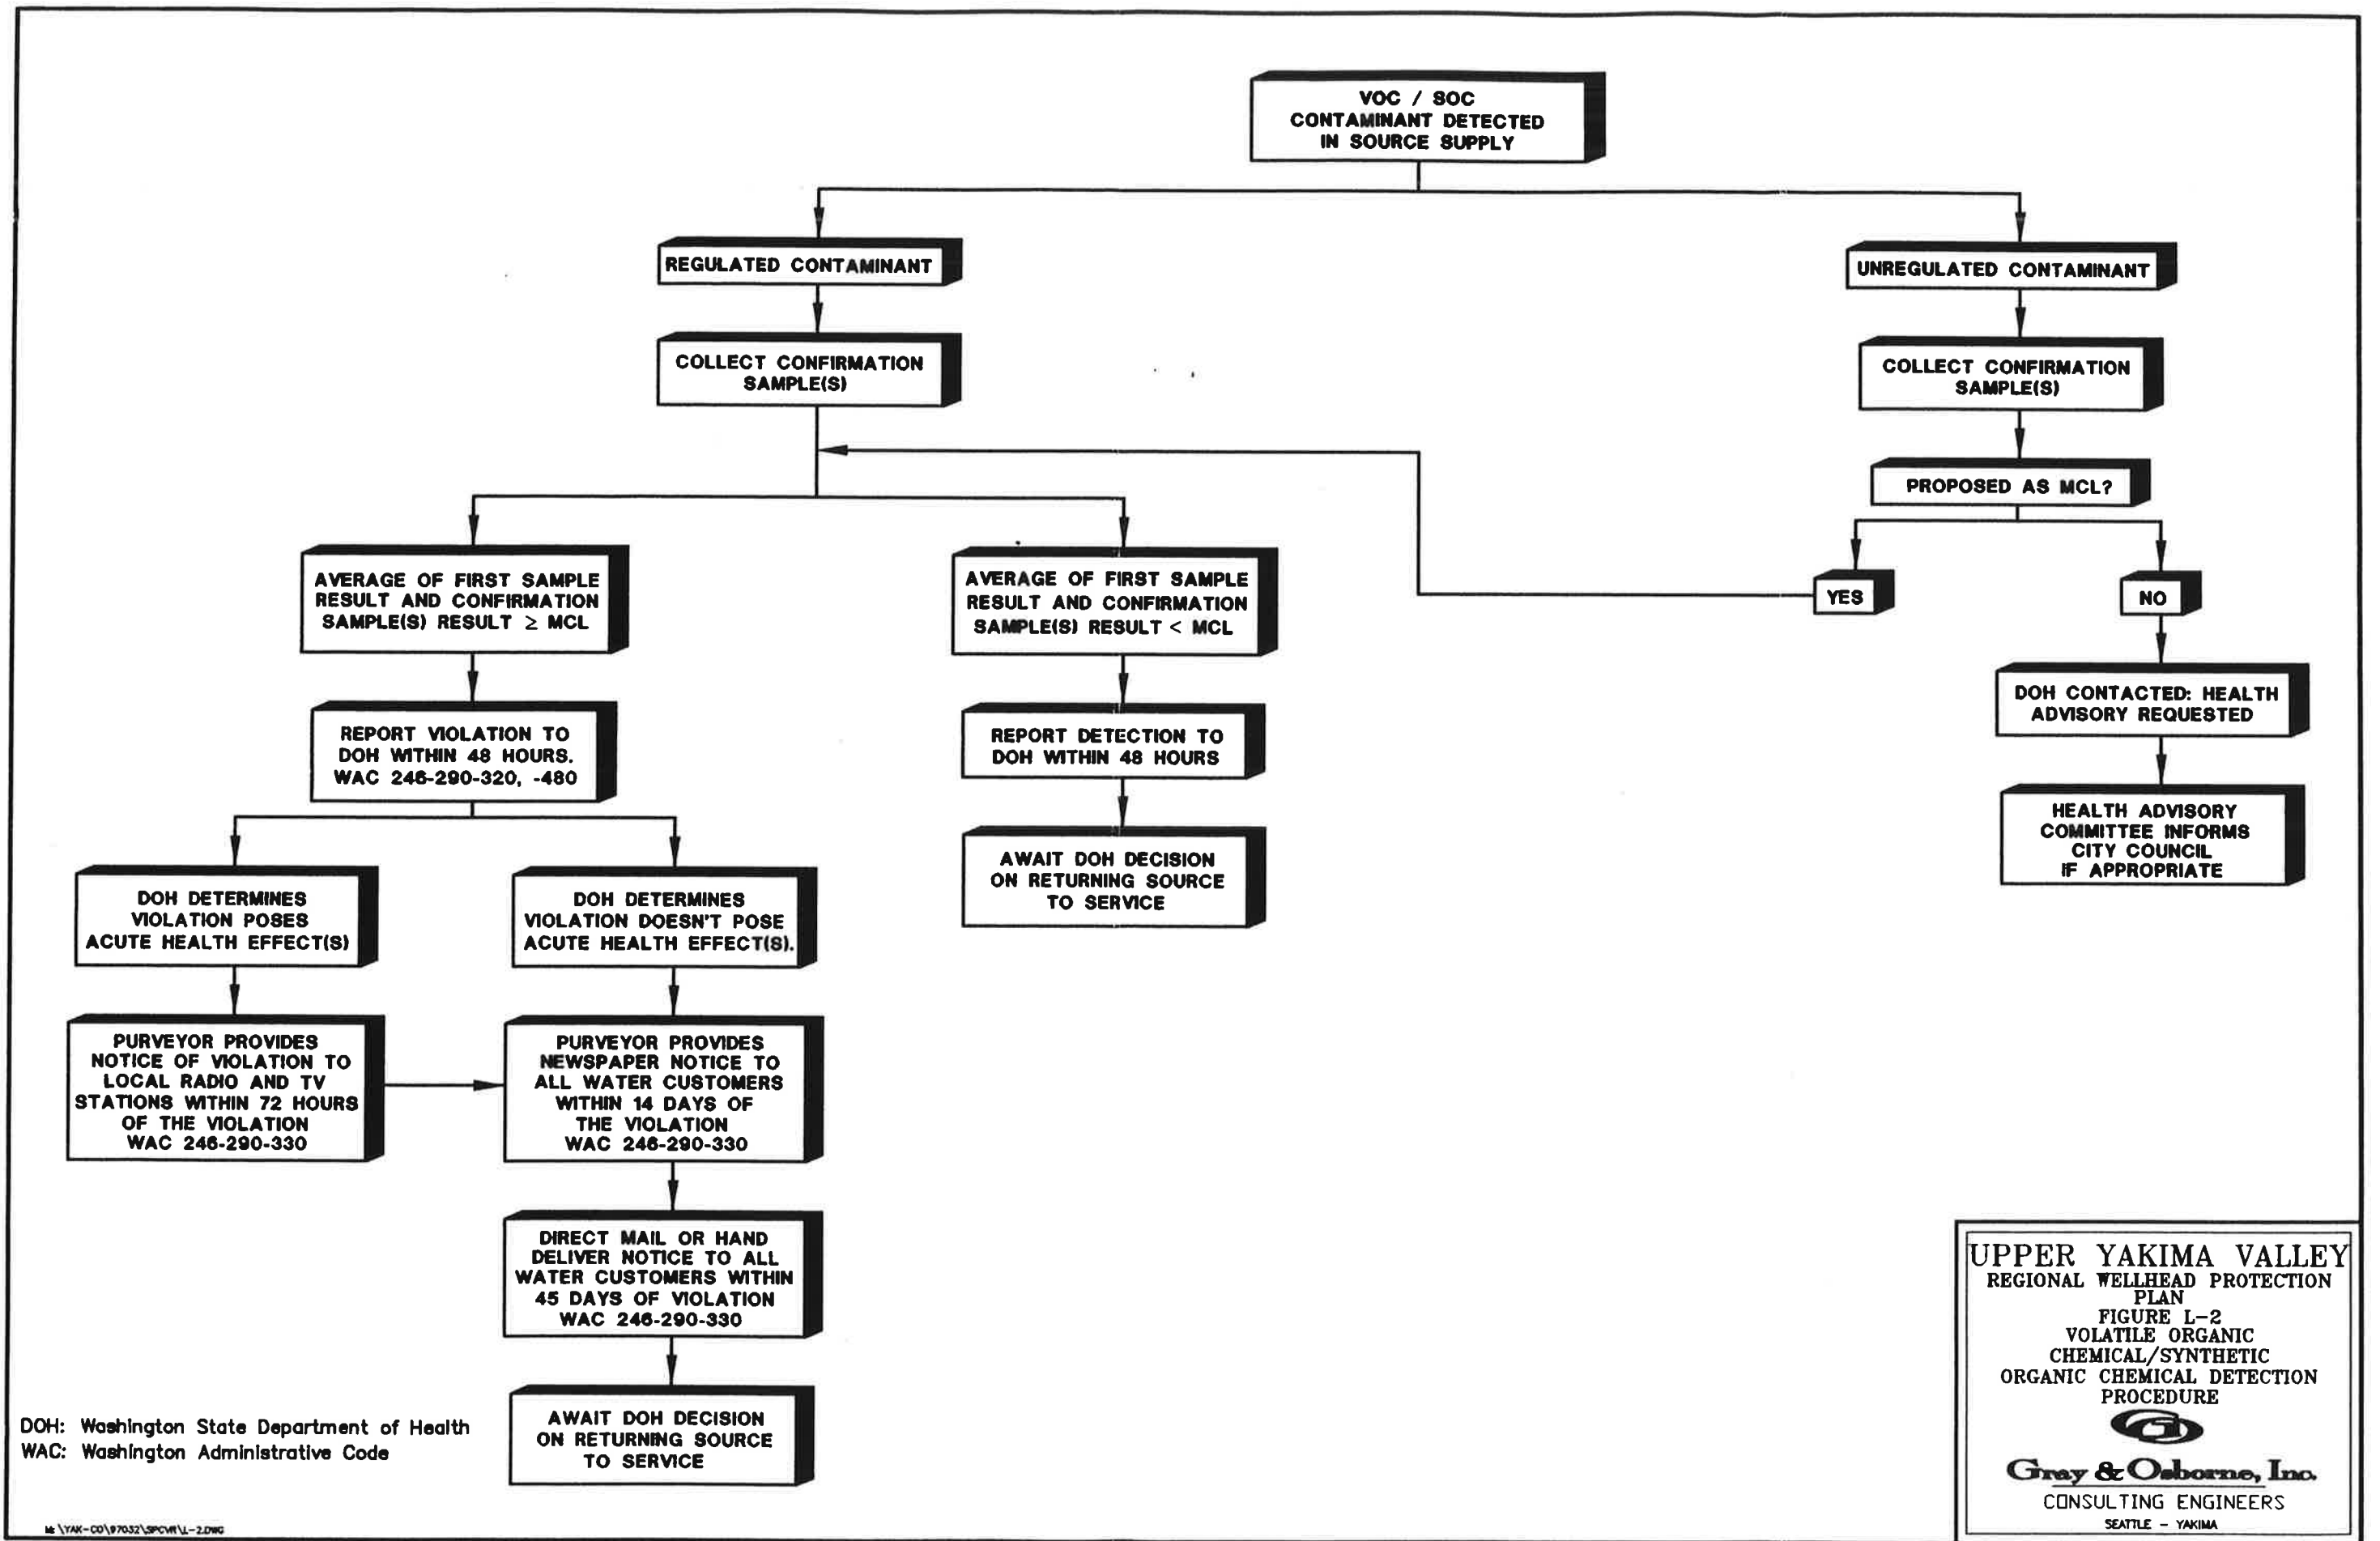 VOC / SOC
CONTAMINANT DETECTED
IN SOURCE SUPPLY
REGULATED CONTAMINANT
UNREGULATED CONTAMINANT
COLLECT CONFIRMATION
SAMPLE(S)
COLLECT CONFIRMATION
SAMPLE(S)
PROPOSED AS MCL?
YES
NO
AVERAGE OF FIRST SAMPLE
RESULT AND CONFIRMATION
SAMPLE(S) RESULT ≥ MCL
AVERAGE OF FIRST SAMPLE
RESULT AND CONFIRMATION
SAMPLE(S) RESULT < MCL
DOH CONTACTED: HEALTH
ADVISORY REQUESTED
REPORT VIOLATION TO
DOH WITHIN 48 HOURS.
WAC 246-290-320, -480
REPORT DETECTION TO
DOH WITHIN 48 HOURS
HEALTH ADVISORY
COMMITTEE INFORMS
CITY COUNCIL
IF APPROPRIATE
AWAIT DOH DECISION
ON RETURNING SOURCE
TO SERVICE
DOH DETERMINES
VIOLATION POSES
ACUTE HEALTH EFFECT(S)
DOH DETERMINES
VIOLATION DOESN'T POSE
ACUTE HEALTH EFFECT(S).
PURVEYOR PROVIDES
NOTICE OF VIOLATION TO
LOCAL RADIO AND TV
STATIONS WITHIN 72 HOURS
OF THE VIOLATION
WAC 246-290-330
PURVEYOR PROVIDES
NEWSPAPER NOTICE TO
ALL WATER CUSTOMERS
WITHIN 14 DAYS OF
THE VIOLATION
WAC 246-290-330
DIRECT MAIL OR HAND
DELIVER NOTICE TO ALL
WATER CUSTOMERS WITHIN
45 DAYS OF VIOLATION
WAC 246-290-330
AWAIT DOH DECISION
ON RETURNING SOURCE
TO SERVICE
DOH: Washington State Department of Health
WAC: Washington Administrative Code
M:\YAK-CO\97032\SPCVR\L-2.DWG
UPPER YAKIMA VALLEY
REGIONAL WELLHEAD PROTECTION
PLAN
FIGURE L-2
VOLATILE ORGANIC
CHEMICAL/SYNTHETIC
ORGANIC CHEMICAL DETECTION
PROCEDURE
Gray & Osborne, Inc.
CONSULTING ENGINEERS
SEATTLE - YAKIMA